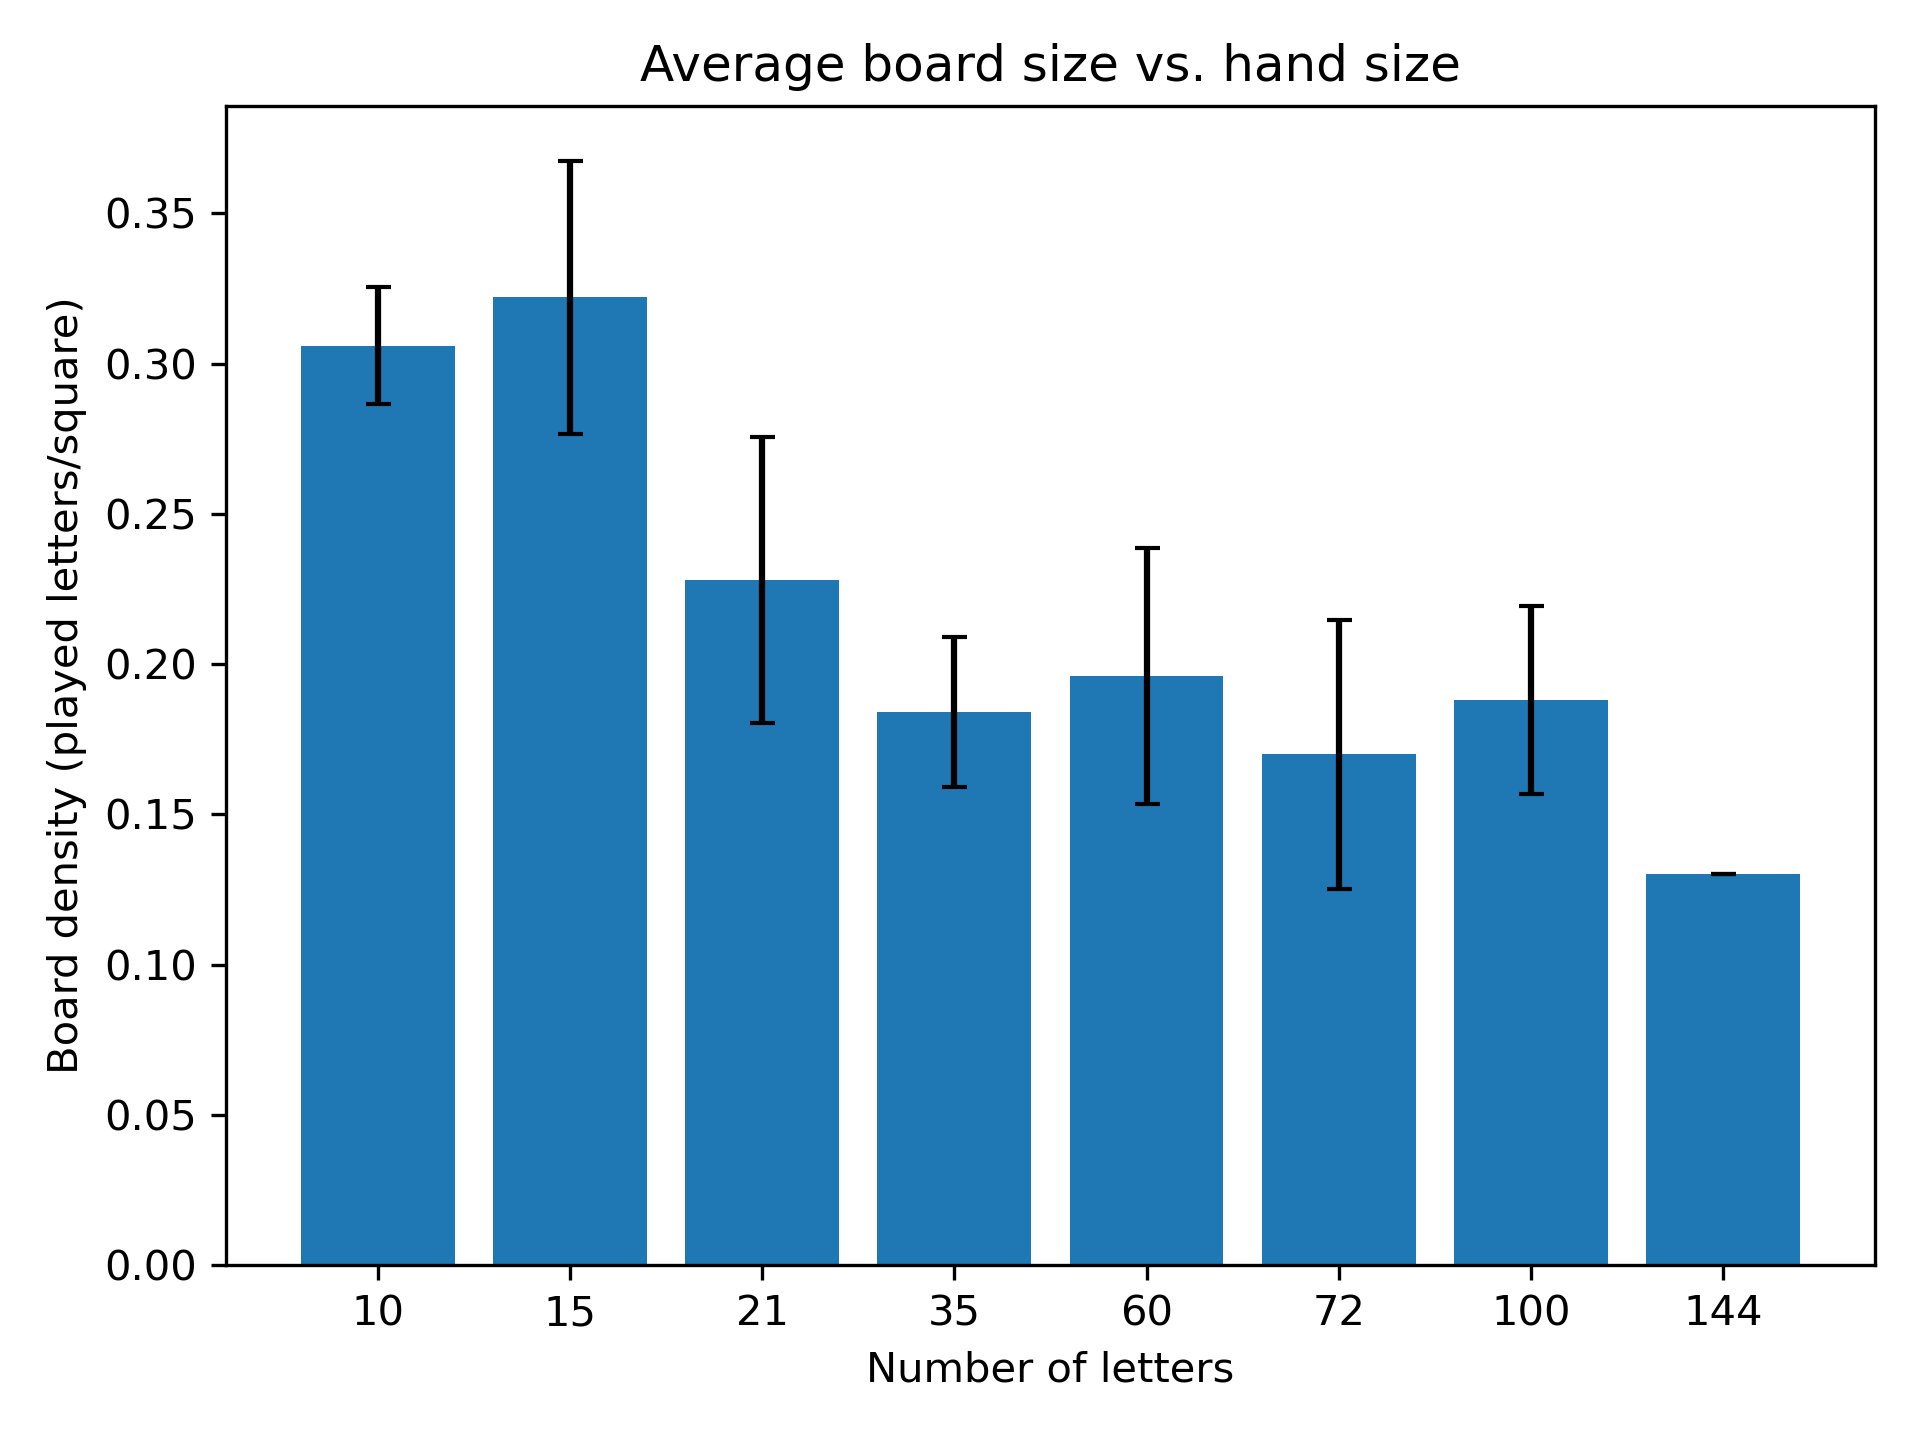 Average board size vs. hand size
Board density (played letters/square)
0.35
0.30
0.25
0.20
0.15
0.10
0.05
0.00
10 15 21 35 60 72 100 144
Number of letters